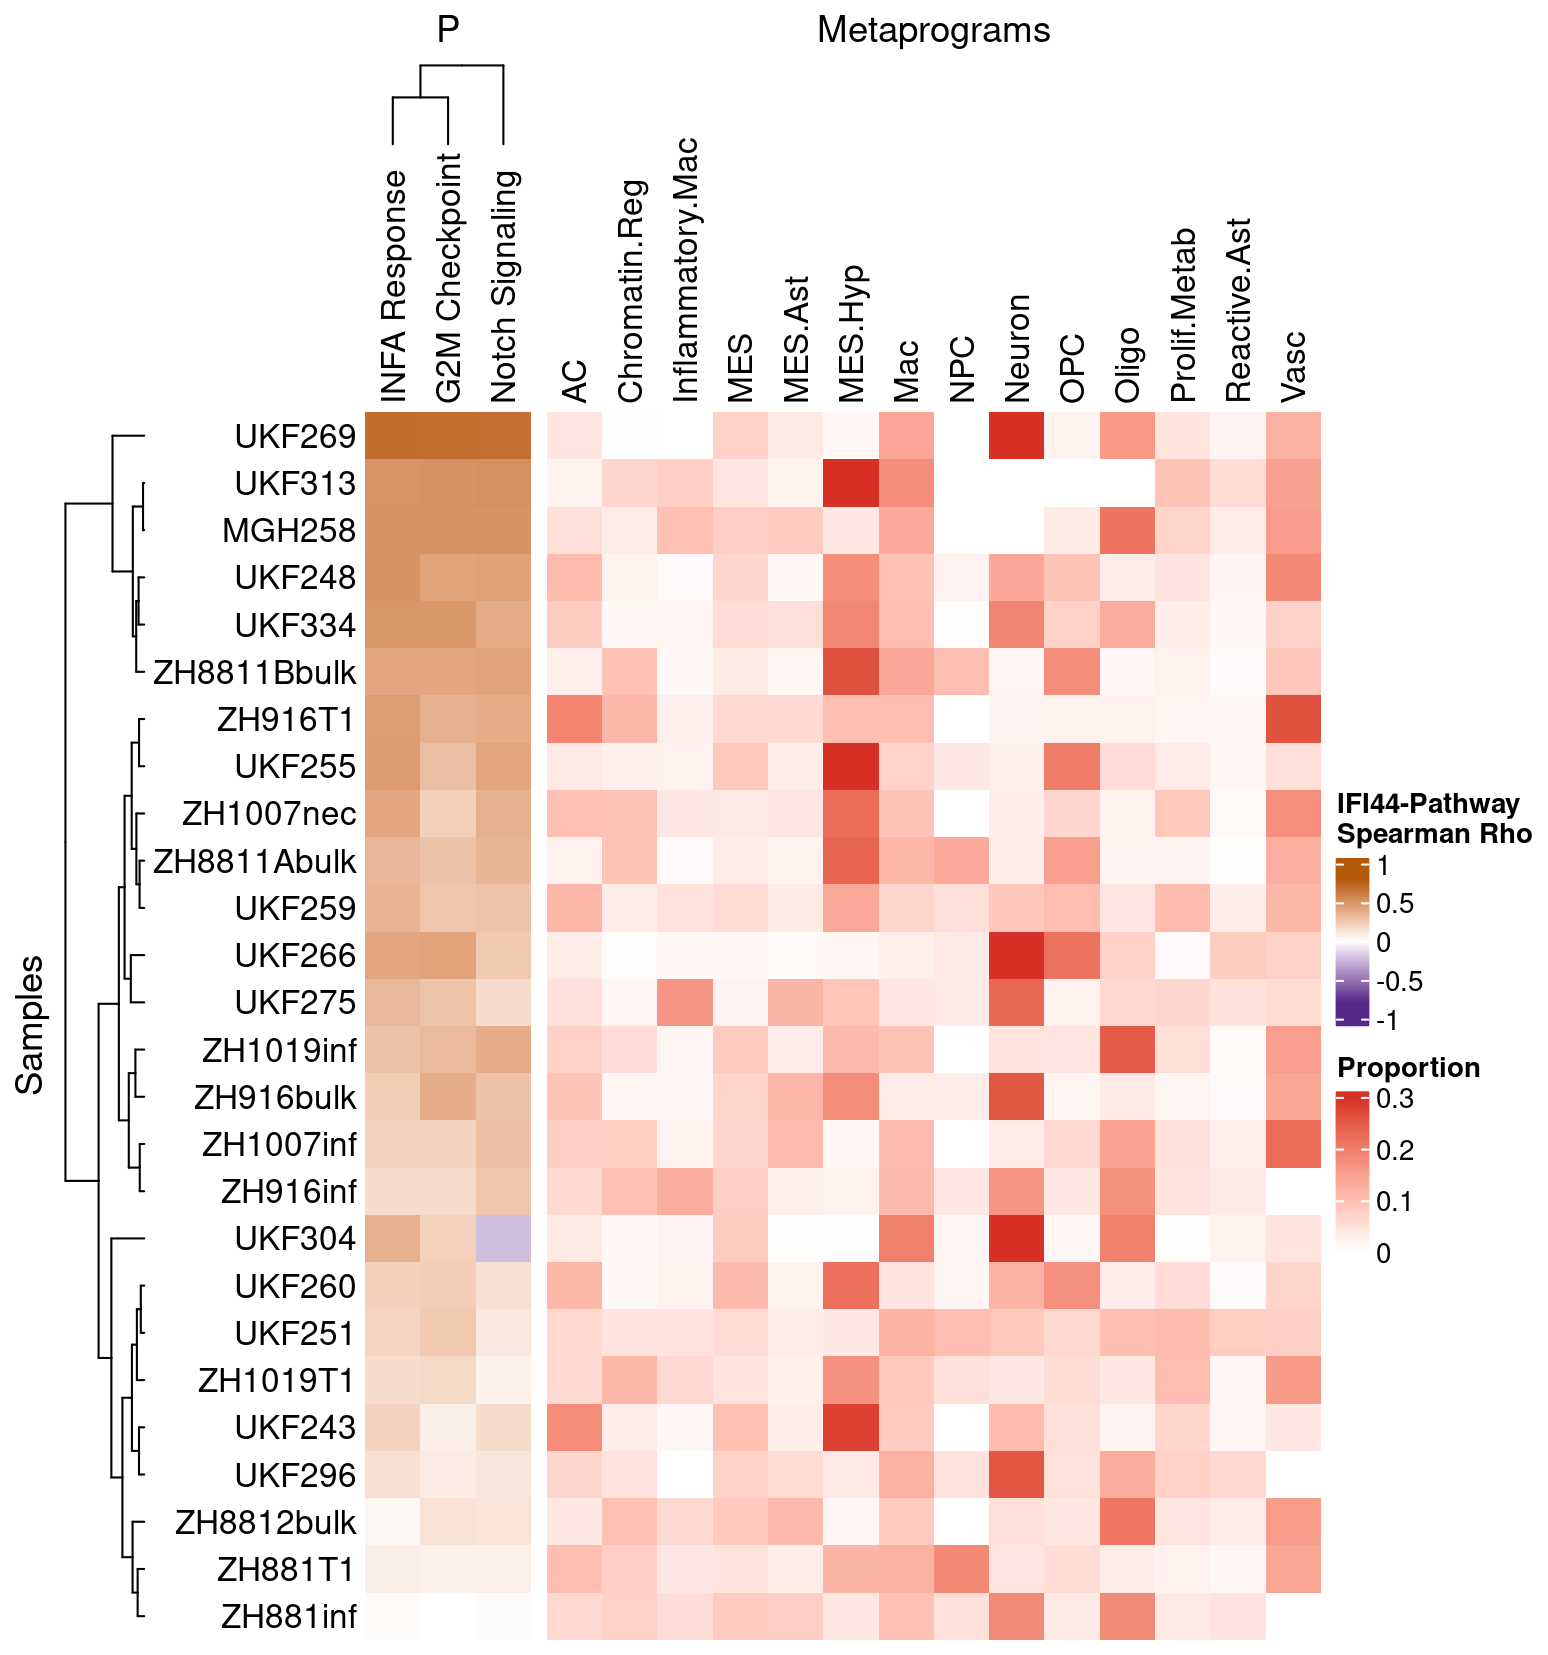 P
Metaprograms
INFA Response
G2M Checkpoint
Notch Signaling
AC
Chromatin.Reg
Inflammatory.Mac
MES
MES.Ast
MES.Hyp
Mac
NPC
Neuron
OPC
Oligo
Prolif.Metab
Reactive.Ast
Vasc
Samples
UKF269
UKF313
MGH258
UKF248
UKF334
ZH8811Bbulk
ZH916T1
UKF255
ZH1007nec
ZH8811Abulk
UKF259
UKF266
UKF275
ZH1019inf
ZH916bulk
ZH1007inf
ZH916inf
UKF304
UKF260
UKF251
ZH1019T1
UKF243
UKF296
ZH8812bulk
ZH881T1
ZH881inf
IFI44-Pathway
Spearman Rho
1
0.5
0
-0.5
-1
Proportion
0.3
0.2
0.1
0